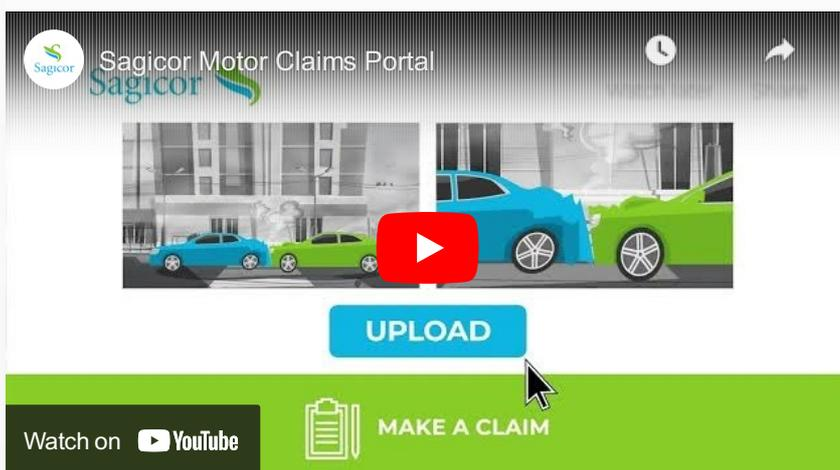 Sagicor
Sagicor Motor Claims Portal
Sagicor
UPLOAD
MAKE A CLAIM
Watch on YouTube